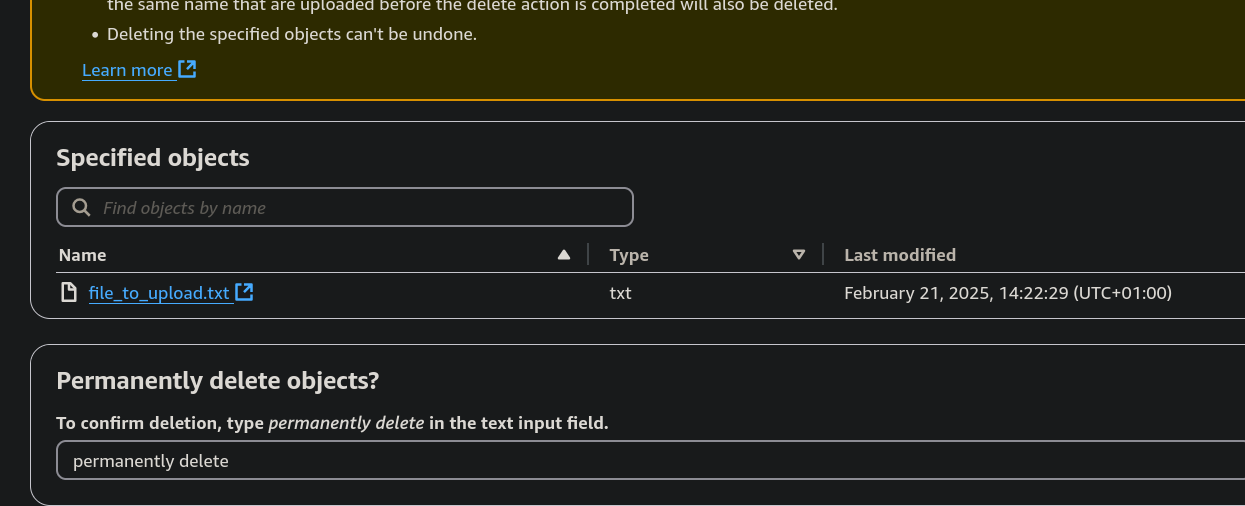 the same name that are uploaded before the delete action is completed will also be deleted.
• Deleting the specified objects can't be undone.
Learn more
Specified objects
Find objects by name
Name Type Last modified
file_to_upload.txt txt February 21, 2025, 14:22:29 (UTC+01:00)
Permanently delete objects?
To confirm deletion, type permanently delete in the text input field.
permanently delete